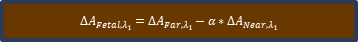 ΔA_{Fetal,λ₁} = ΔA_{Far,λ₁} − α * ΔA_{Near,λ₁}